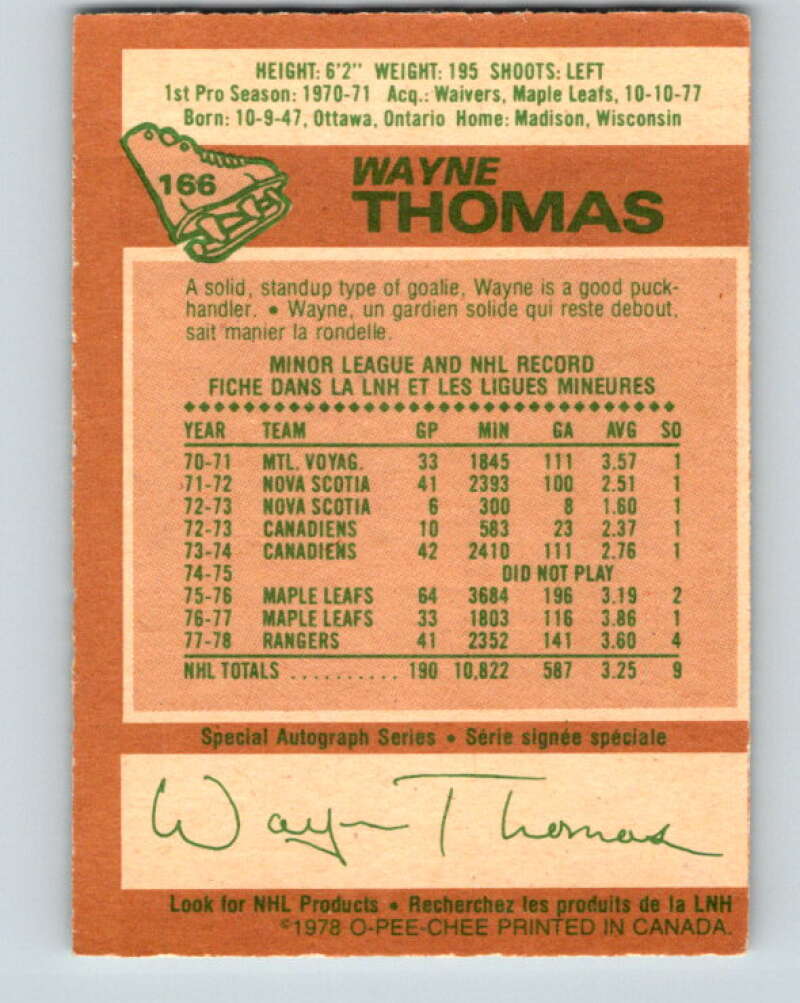 HEIGHT: 6'2" WEIGHT: 195 SHOOTS: LEFT
1st Pro Season: 1970-71 Acq.: Waivers, Maple Leafs, 10-10-77
Born: 10-9-47, Ottawa, Ontario Home: Madison, Wisconsin
166
WAYNE
THOMAS
A solid, standup type of goalie, Wayne is a good puck-
handler. • Wayne, un gardien solide qui reste debout,
sait manier la rondelle.
MINOR LEAGUE AND NHL RECORD
FICHE DANS LA LNH ET LES LIGUES MINEURES
YEAR TEAM GP MIN GA AVG SO
70-71 MTL. VOYAG. 33 1845 111 3.57 1
71-72 NOVA SCOTIA 41 2393 100 2.51 1
72-73 NOVA SCOTIA 6 300 8 1.60 1
72-73 CANADIENS 10 583 23 2.37 1
73-74 CANADIENS 42 2410 111 2.76 1
74-75 DID NOT PLAY
75-76 MAPLE LEAFS 64 3684 196 3.19 2
76-77 MAPLE LEAFS 33 1803 116 3.86 1
77-78 RANGERS 41 2352 141 3.60 4
NHL TOTALS .......... 190 10,822 587 3.25 9
Special Autograph Series • Série signée spéciale
Wayne Thomas
Look for NHL Products • Recherchez les produits de la LNH
©1978 O-PEE-CHEE PRINTED IN CANADA.